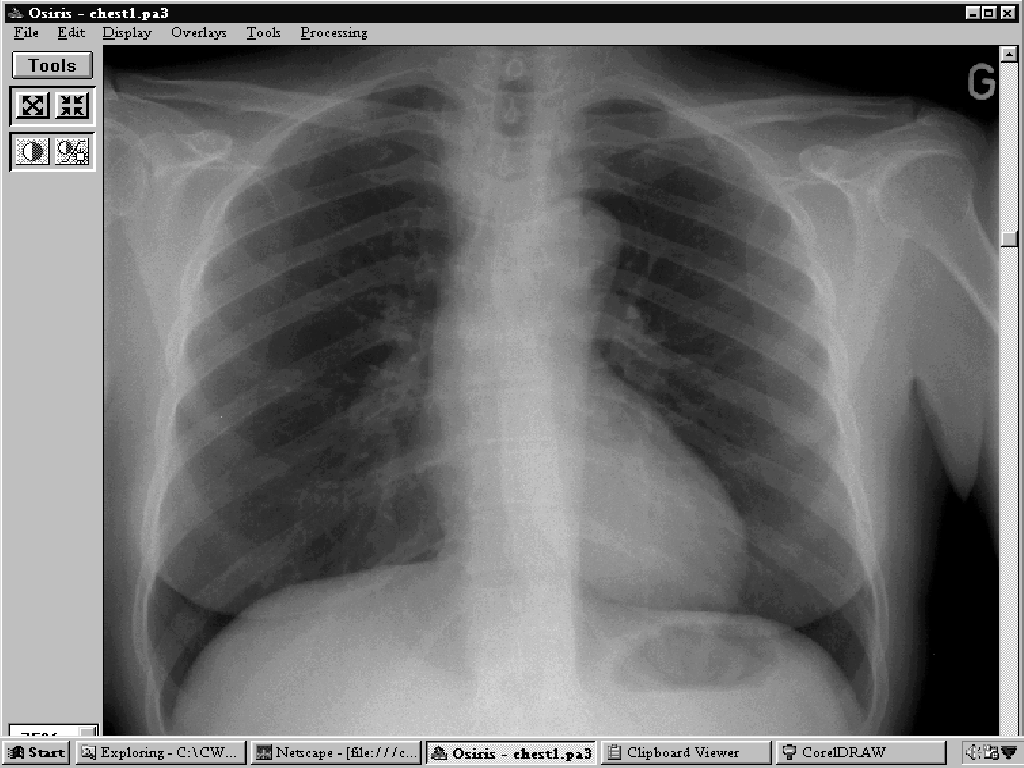 Osiris - chest1.pa3
File Edit Display Overlays Tools Processing
Tools
G
Start Exploring - C:\CW... Netscape - [file:///c... Osiris - chest1.pa3 Clipboard Viewer CorelDRAW